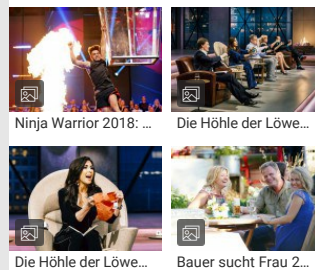 Ninja Warrior 2018: ...
Die Höhle der Löwe...
Die Höhle der Löwe...
Bauer sucht Frau 2...